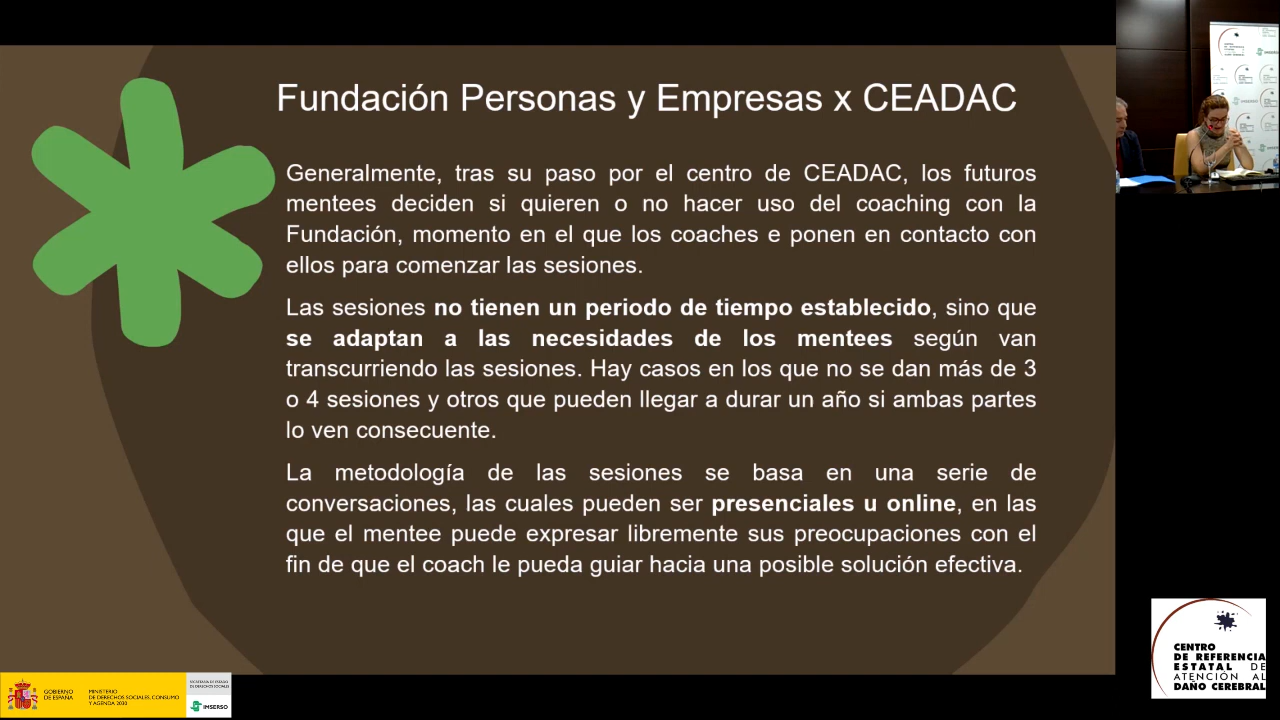 Fundación Personas y Empresas x CEADAC
Generalmente, tras su paso por el centro de CEADAC, los futuros
mentees deciden si quieren o no hacer uso del coaching con la
Fundación, momento en el que los coaches e ponen en contacto con
ellos para comenzar las sesiones.
Las sesiones no tienen un periodo de tiempo establecido, sino que
se adaptan a las necesidades de los mentees según van
transcurriendo las sesiones. Hay casos en los que no se dan más de 3
o 4 sesiones y otros que pueden llegar a durar un año si ambas partes
lo ven consecuente.
La metodología de las sesiones se basa en una serie de
conversaciones, las cuales pueden ser presenciales u online, en las
que el mentee puede expresar libremente sus preocupaciones con el
fin de que el coach le pueda guiar hacia una posible solución efectiva.
GOBIERNO
DE ESPAÑA
MINISTERIO
DE DERECHOS SOCIALES, CONSUMO
Y AGENDA 2030
SECRETARÍA DE ESTADO
DE DERECHOS SOCIALES
IMSERSO
CENTRO
DE REFERENCIA
ESTATAL DE
ATENCIÓN AL
DAÑO CEREBRAL